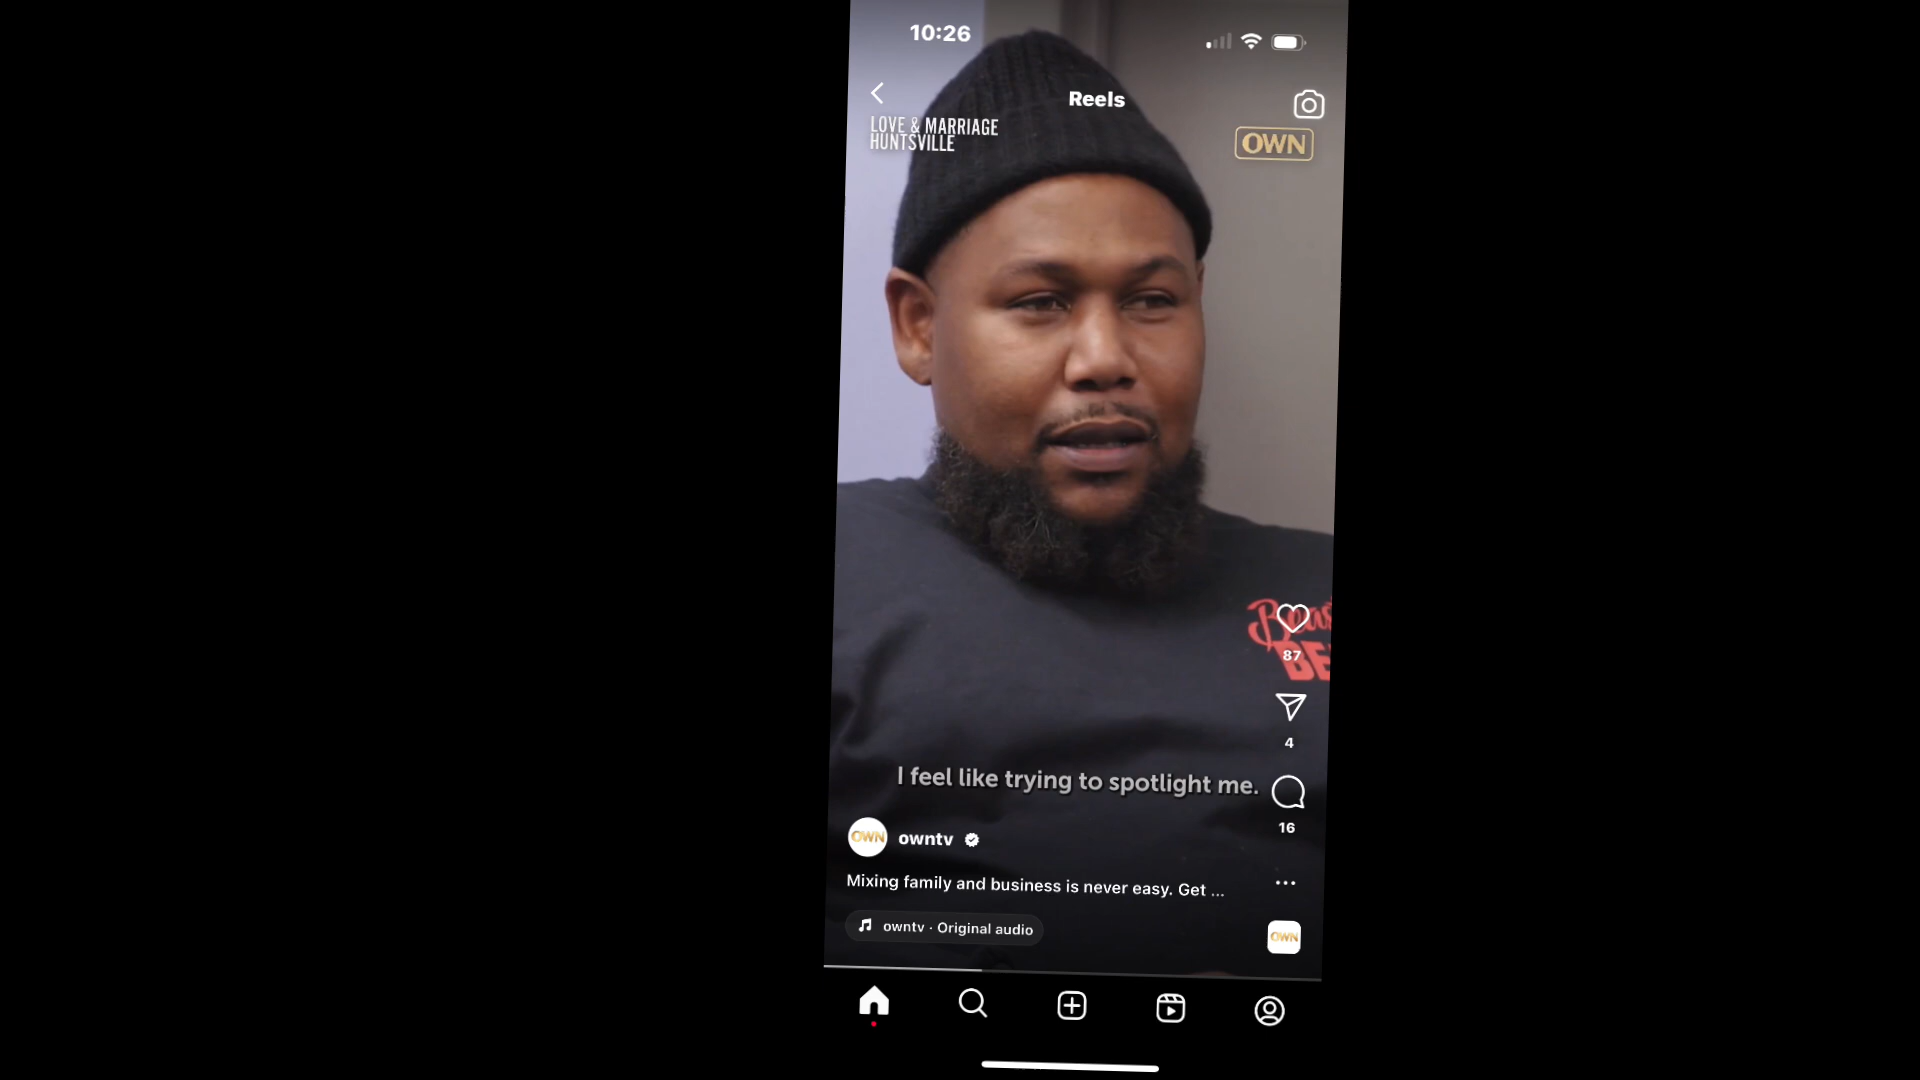 10:26
Reels
LOVE & MARRIAGE
HUNTSVILLE
OWN
87
4
I feel like trying to spotlight me.
16
OWN owntv
Mixing family and business is never easy. Get ...
owntv · Original audio
OWN